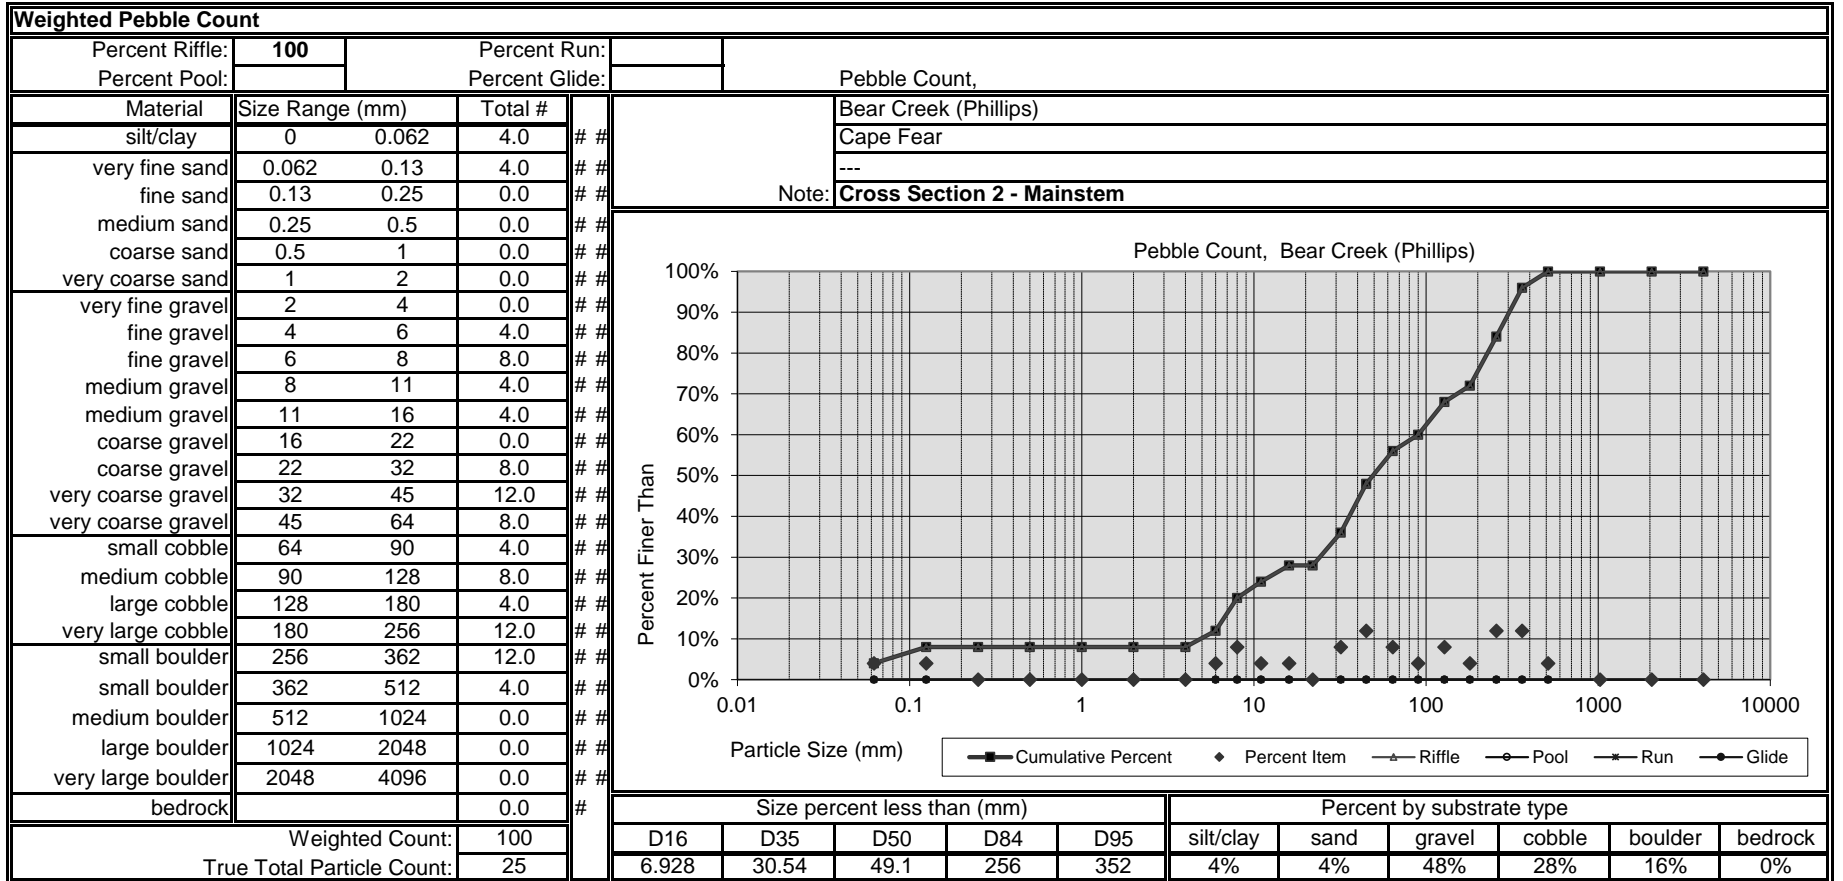 Weighted Pebble Count
Percent Riffle: 100 Percent Run:
Percent Pool: Percent Glide: Pebble Count,
Material Size Range (mm) Total # Bear Creek (Phillips)
silt/clay 0 0.062 4.0 # # Cape Fear
very fine sand 0.062 0.13 4.0 # # ---
fine sand 0.13 0.25 0.0 # # Note: Cross Section 2 - Mainstem
medium sand 0.25 0.5 0.0 # #
coarse sand 0.5 1 0.0 # #
very coarse sand 1 2 0.0 # #
very fine gravel 2 4 0.0 # #
fine gravel 4 6 4.0 # #
fine gravel 6 8 8.0 # #
medium gravel 8 11 4.0 # #
medium gravel 11 16 4.0 # #
coarse gravel 16 22 0.0 # #
coarse gravel 22 32 8.0 # #
very coarse gravel 32 45 12.0 # #
very coarse gravel 45 64 8.0 # #
small cobble 64 90 4.0 # #
medium cobble 90 128 8.0 # #
large cobble 128 180 4.0 # #
very large cobble 180 256 12.0 # #
small boulder 256 362 12.0 # #
small boulder 362 512 4.0 # #
medium boulder 512 1024 0.0 # #
large boulder 1024 2048 0.0 # #
very large boulder 2048 4096 0.0 # #
bedrock 0.0 #
Weighted Count: 100
True Total Particle Count: 25
Pebble Count, Bear Creek (Phillips)
100%
90%
80%
70%
60%
50%
40%
30%
20%
10%
0%
Percent Finer Than
0.01 0.1 1 10 100 1000 10000
Particle Size (mm)
Cumulative Percent Percent Item Riffle Pool Run Glide
Size percent less than (mm) Percent by substrate type
D16 D35 D50 D84 D95 silt/clay sand gravel cobble boulder bedrock
6.928 30.54 49.1 256 352 4% 4% 48% 28% 16% 0%